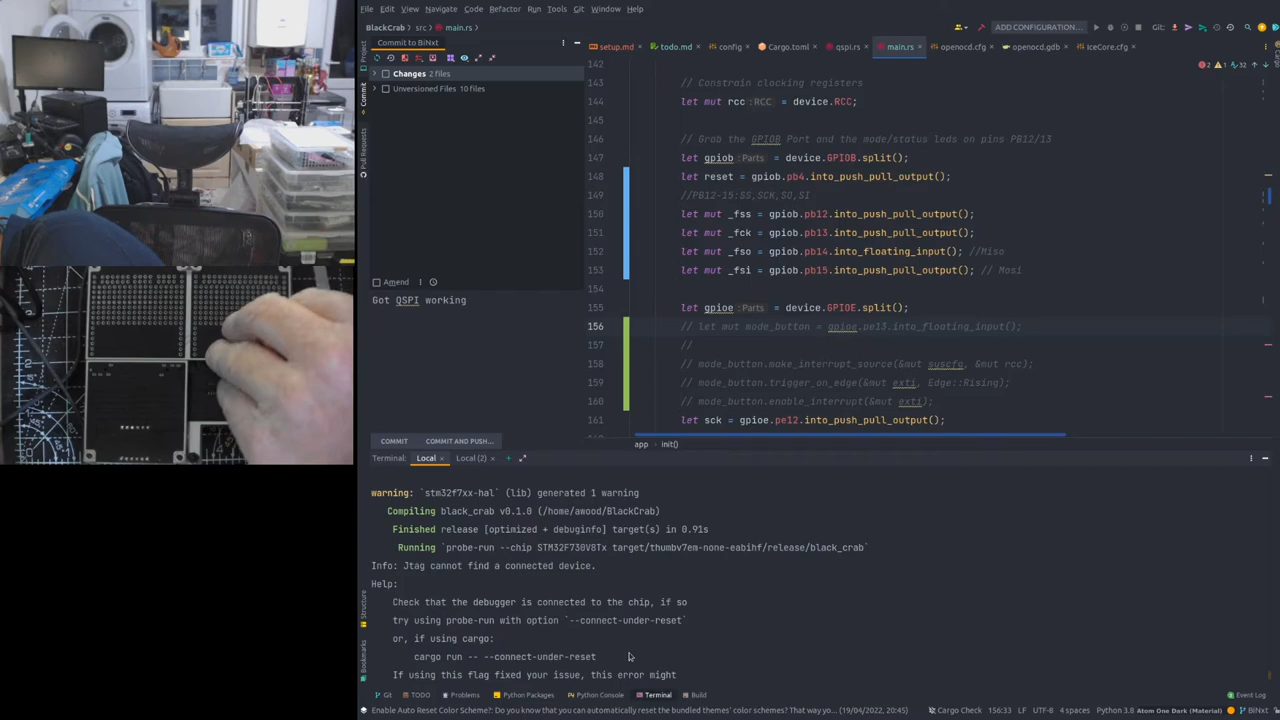 File Edit View Navigate Code Refactor Run Tools Git Window Help
BlackCrab src main.rs
ADD CONFIGURATION...
Git:
Commit to BiNxt
setup.md
todo.md
config
Cargo.toml
qspi.rs
main.rs
openocd.cfg
openocd.gdb
IceCore.cfg
Project
Commit
Pull Requests
Changes 2 files
Unversioned Files 10 files
2 1 32
142
143 // Constrain clocking registers
144 let mut rcc :RCC = device.RCC;
145
146 // Grab the GPIOB Port and the mode/status leds on pins PB12/13
147 let gpiob :Parts = device.GPIOB.split();
148 let reset = gpiob.pb4.into_push_pull_output();
//PB12-15:SS,SCK,SO,SI
150 let mut _fss = gpiob.pb12.into_push_pull_output();
151 let mut _fck = gpiob.pb13.into_push_pull_output();
152 let mut _fso = gpiob.pb14.into_floating_input(); //Miso
153 let mut _fsi = gpiob.pb15.into_push_pull_output(); // Mosi
154
155 let gpioe :Parts = device.GPIOE.split();
156 // let mut mode_button = gpioe.pe13.into_floating_input();
157 //
158 // mode_button.make_interrupt_source(&mut syscfg, &mut rcc);
159 // mode_button.trigger_on_edge(&mut exti, Edge::Rising);
160 // mode_button.enable_interrupt(&mut exti);
161 let sck = gpioe.pe12.into_push_pull_output();
Amend
Got QSPI working
COMMIT
COMMIT AND PUSH...
app init()
Terminal: Local Local (2)
warning: `stm32f7xx-hal` (lib) generated 1 warning
Compiling black_crab v0.1.0 (/home/awood/BlackCrab)
Finished release [optimized + debuginfo] target(s) in 0.91s
Running `probe-run --chip STM32F730V8Tx target/thumbv7em-none-eabihf/release/black_crab`
Info: Jtag cannot find a connected device.
Help:
Check that the debugger is connected to the chip, if so
try using probe-run with option `--connect-under-reset`
or, if using cargo:
cargo run -- --connect-under-reset
If using this flag fixed your issue, this error might
Structure
Bookmarks
Git TODO Problems Python Packages Python Console Terminal Build
Event Log
Enable Auto Reset Color Scheme?: Do you know that you can automatically reset the bundled themes' color schemes? That way yo... (19/04/2022, 20:45)
Cargo Check 156:33 LF UTF-8 4 spaces Python 3.8 Atom One Dark (Material) BiNxt